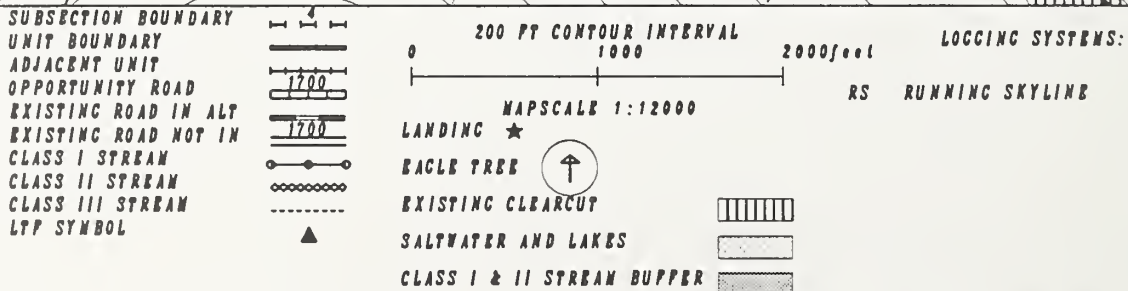 SUBSECTION BOUNDARY 4
UNIT BOUNDARY
ADJACENT UNIT
OPPORTUNITY ROAD 1700
EXISTING ROAD IN ALT
EXISTING ROAD NOT IN 1700
CLASS I STREAM
CLASS II STREAM
CLASS III STREAM
LTF SYMBOL
200 FT CONTOUR INTERVAL
0 1000 2000feet
MAPSCALE 1:12000
LANDING
EAGLE TREE
EXISTING CLEARCUT
SALTWATER AND LAKES
CLASS I & II STREAM BUFFER
LOGGING SYSTEMS:
RS RUNNING SKYLINE